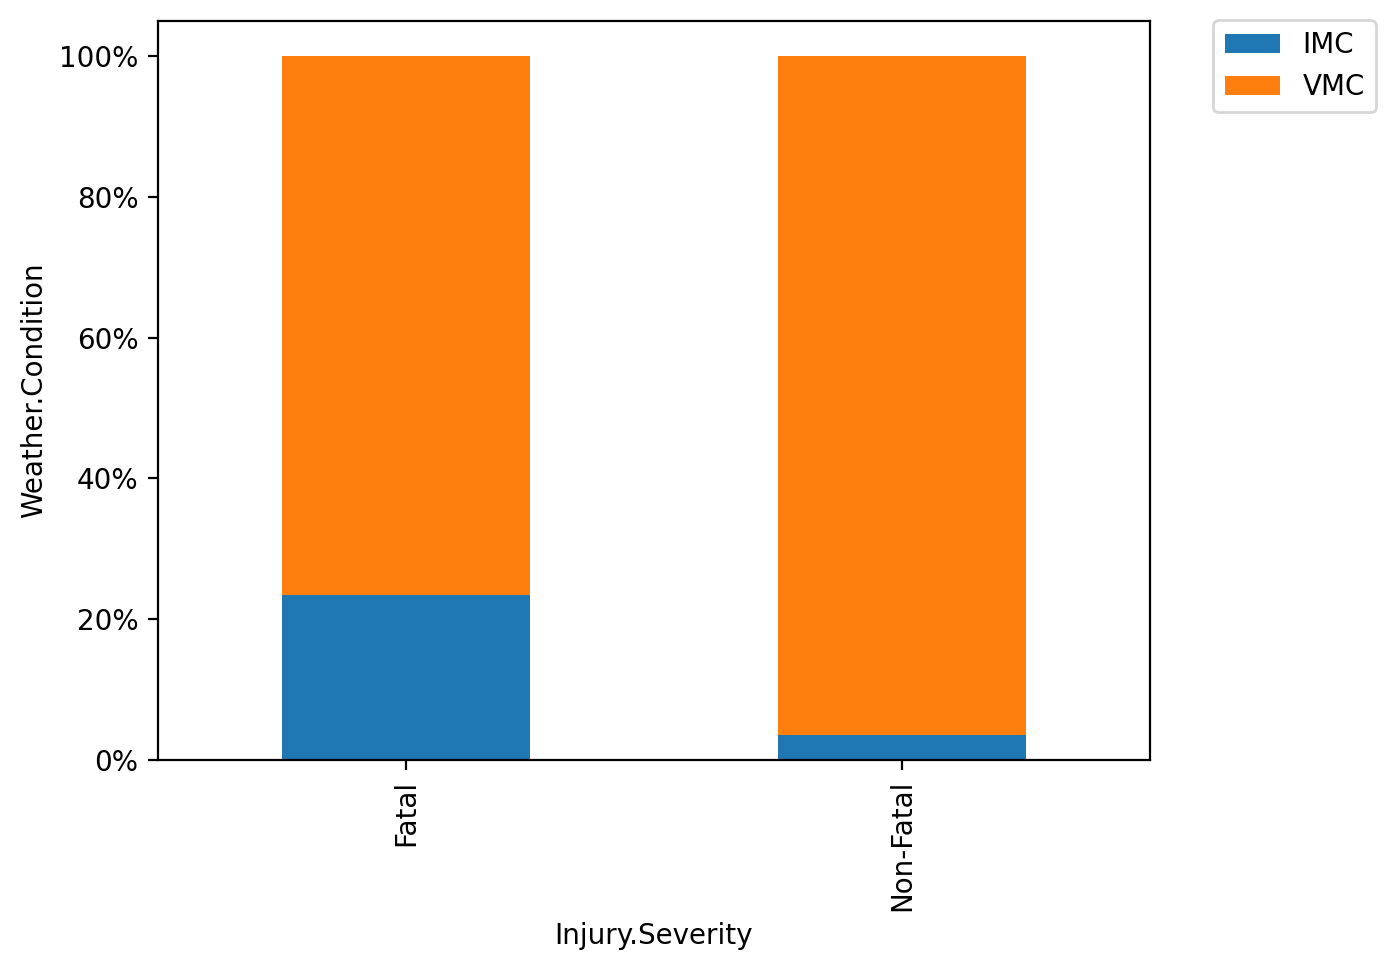 100%
80%
60%
40%
20%
0%
Weather.Condition
Fatal
Non-Fatal
Injury.Severity
IMC
VMC